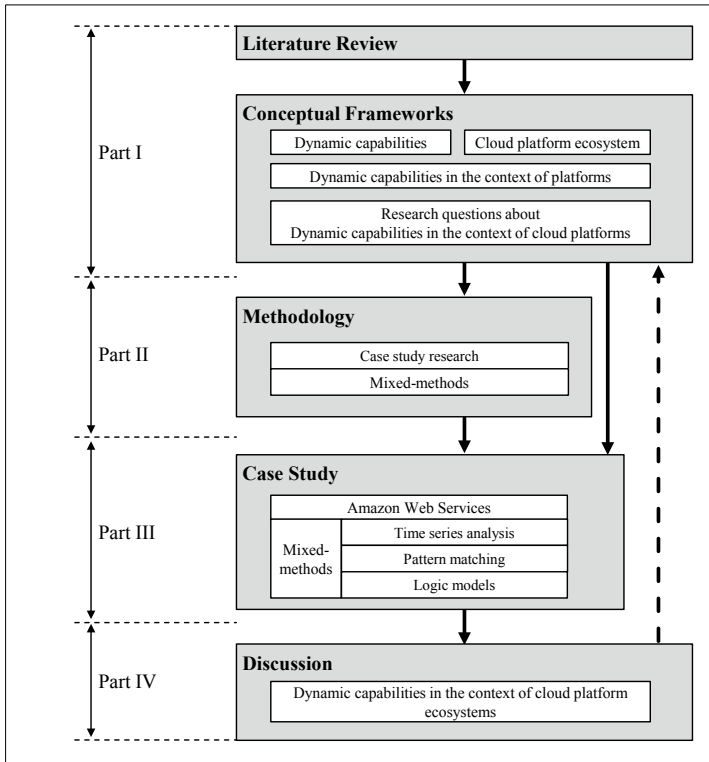 Literature Review
Part I
Conceptual Frameworks
Dynamic capabilities
Cloud platform ecosystem
Dynamic capabilities in the context of platforms
Research questions about
Dynamic capabilities in the context of cloud platforms
Part II
Methodology
Case study research
Mixed-methods
Part III
Case Study
Amazon Web Services
Mixed-
methods
Time series analysis
Pattern matching
Logic models
Part IV
Discussion
Dynamic capabilities in the context of cloud platform
ecosystems